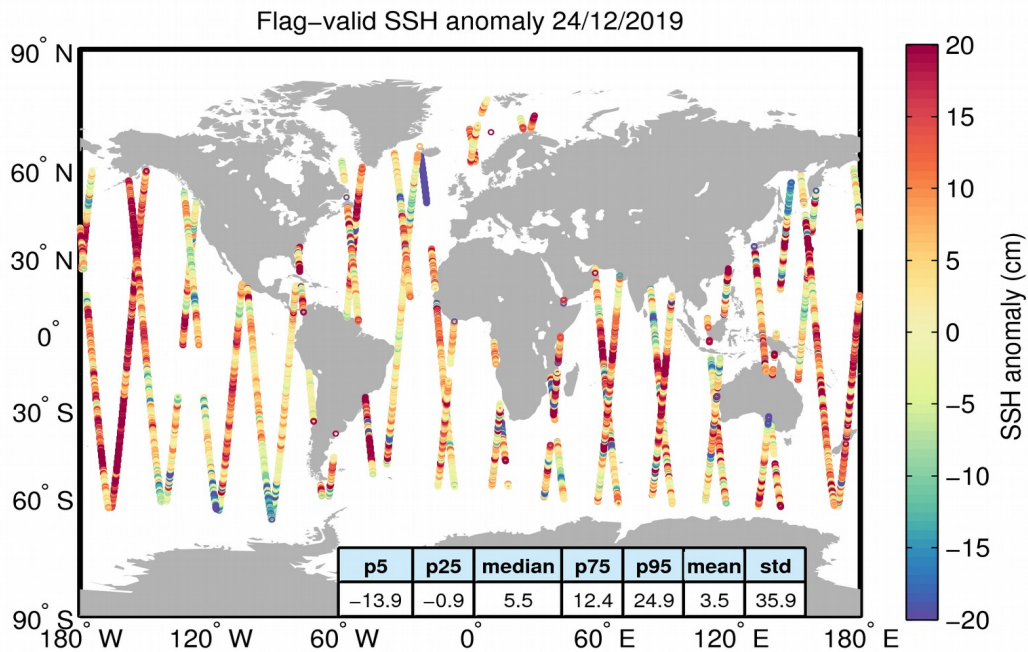 Flag−valid SSH anomaly 24/12/2019
90° N
60° N
30° N
0°
30° S
60° S
90° S
180° W
120° W
60° W
0°
60° E
120° E
180° E
p5 p25 median p75 p95 mean std
−13.9 −0.9 5.5 12.4 24.9 3.5 35.9
20
15
10
5
0
−5
−10
−15
−20
SSH anomaly (cm)